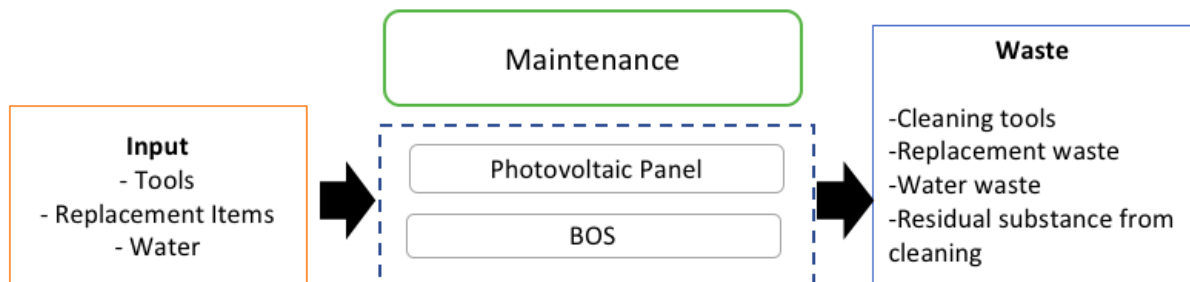 Input
- Tools
- Replacement Items
- Water
Maintenance
Photovoltaic Panel
BOS
Waste
-Cleaning tools
-Replacement waste
-Water waste
-Residual substance from
cleaning